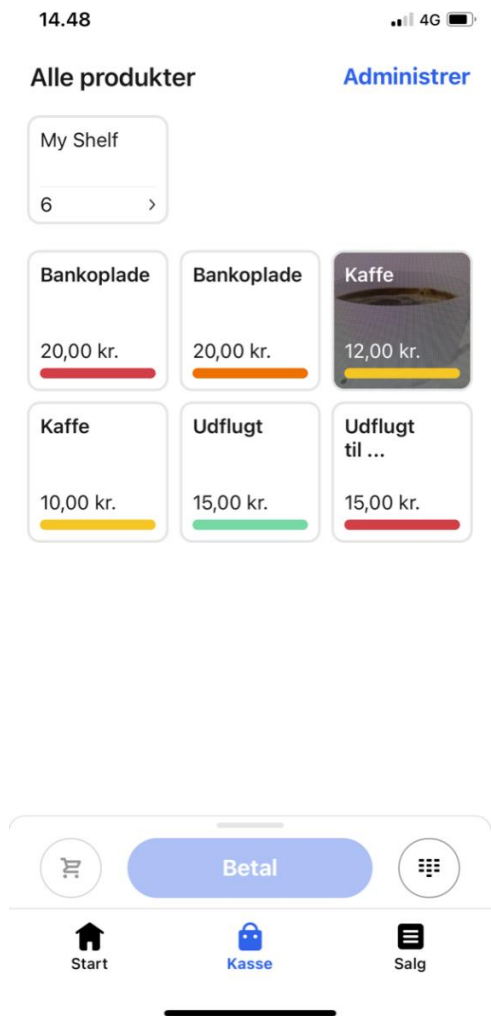 14.48 4G
Alle produkter Administrer
My Shelf
6
Bankoplade Bankoplade Kaffe
20,00 kr. 20,00 kr. 12,00 kr.
Kaffe Udflugt Udflugt
til ...
10,00 kr. 15,00 kr. 15,00 kr.
Betal
Start Kasse Salg